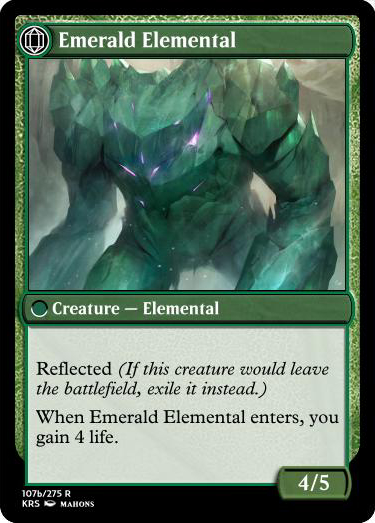 Emerald Elemental
Creature — Elemental
Reflected (If this creature would leave
the battlefield, exile it instead.)
When Emerald Elemental enters, you
gain 4 life.
4/5
107b/275 R
KRS MAHONS